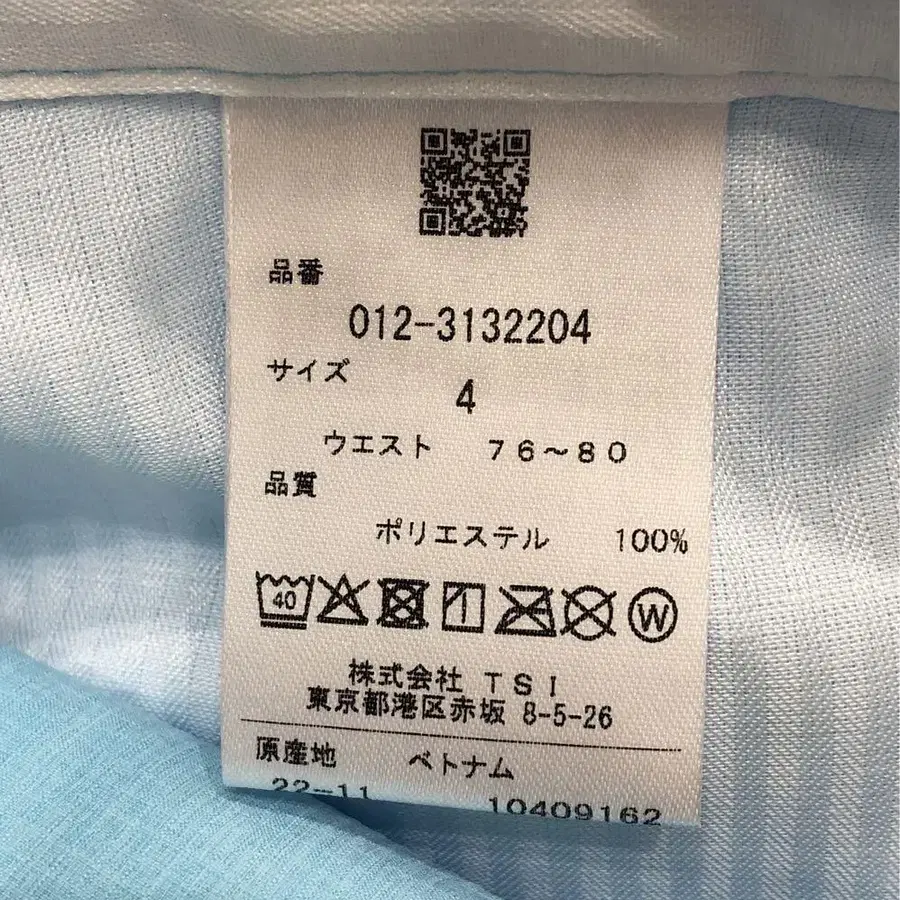 品番
012-3132204
サイズ
4
ウエスト 76~80
品質
ポリエステル 100%
40
W
株式会社 TSI
東京都港区赤坂 8-5-26
原産地 ベトナム
22-11 10409162